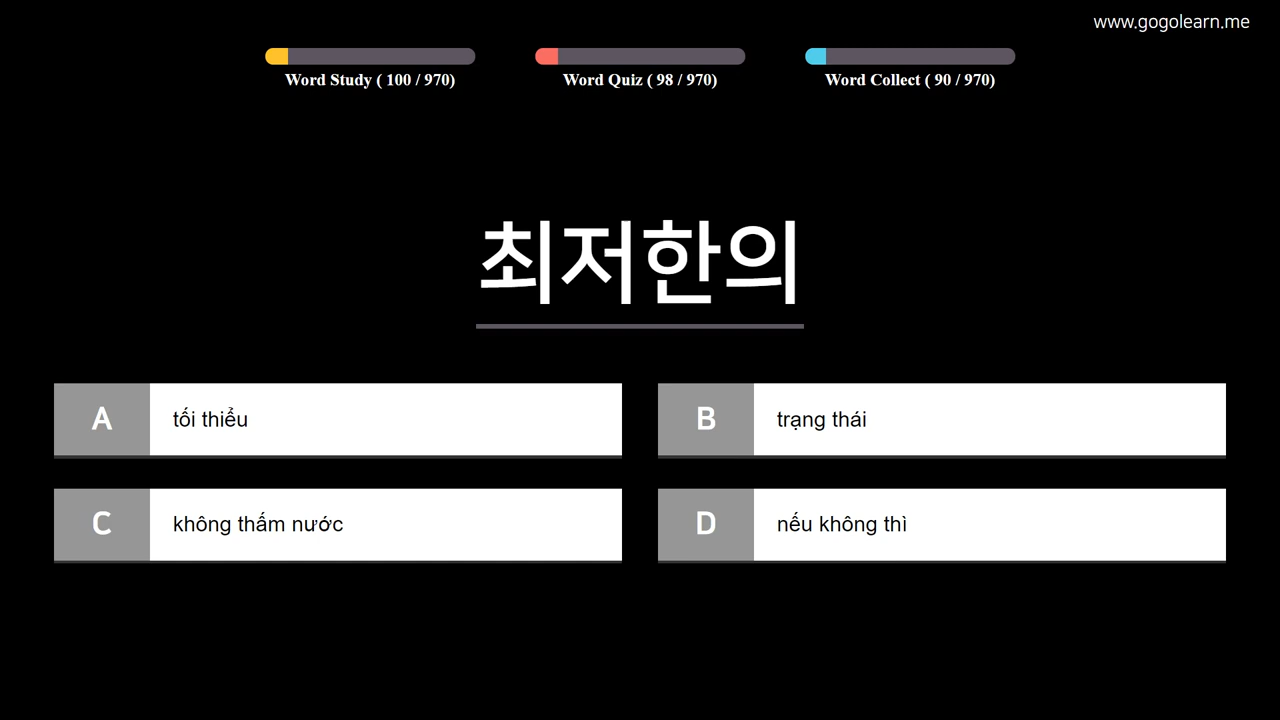 www.gogolearn.me
Word Study ( 100 / 970)
Word Quiz ( 98 / 970)
Word Collect ( 90 / 970)
최저한의
A tối thiểu
B trạng thái
C không thấm nước
D nếu không thì